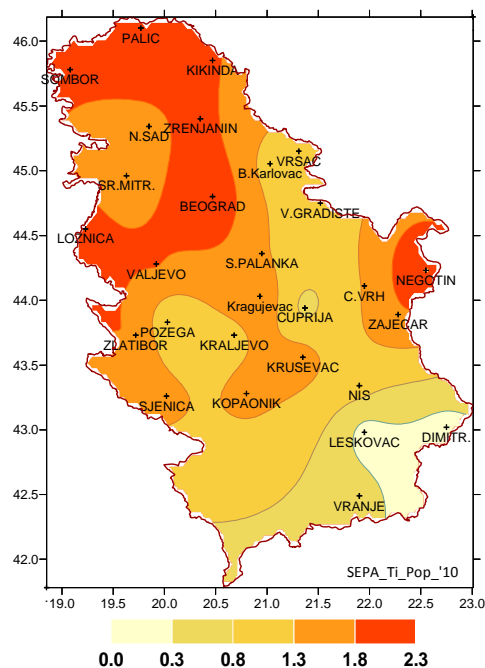 46.0
PALIC
SOMBOR
KIKINDA
45.5
N.SAD
ZRENJANIN
VRSAC
45.0
B.Karlovac
SR.MITR.
BEOGRAD
V.GRADISTE
44.5
LOZNICA
VALJEVO
S.PALANKA
NEGOTIN
C.VRH
44.0
Kragujevac
CUPRIJA
ZAJECAR
POZEGA
ZLATIBOR
KRALJEVO
43.5
KRUSEVAC
NIS
SJENICA
KOPAONIK
43.0
LESKOVAC
DIMITR.
42.5
VRANJE
42.0
SEPA_Ti_Pop_'10
19.0 19.5 20.0 20.5 21.0 21.5 22.0 22.5 23.0
0.0 0.3 0.8 1.3 1.8 2.3